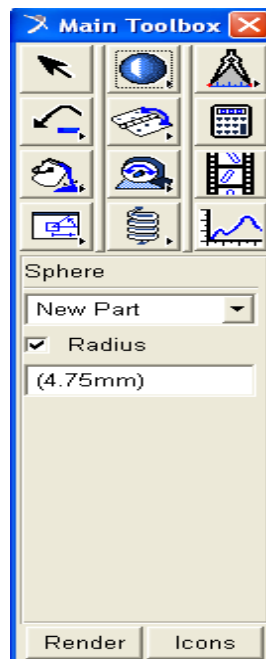 Main Toolbox
Sphere
New Part
Radius
(4.75mm)
Render Icons